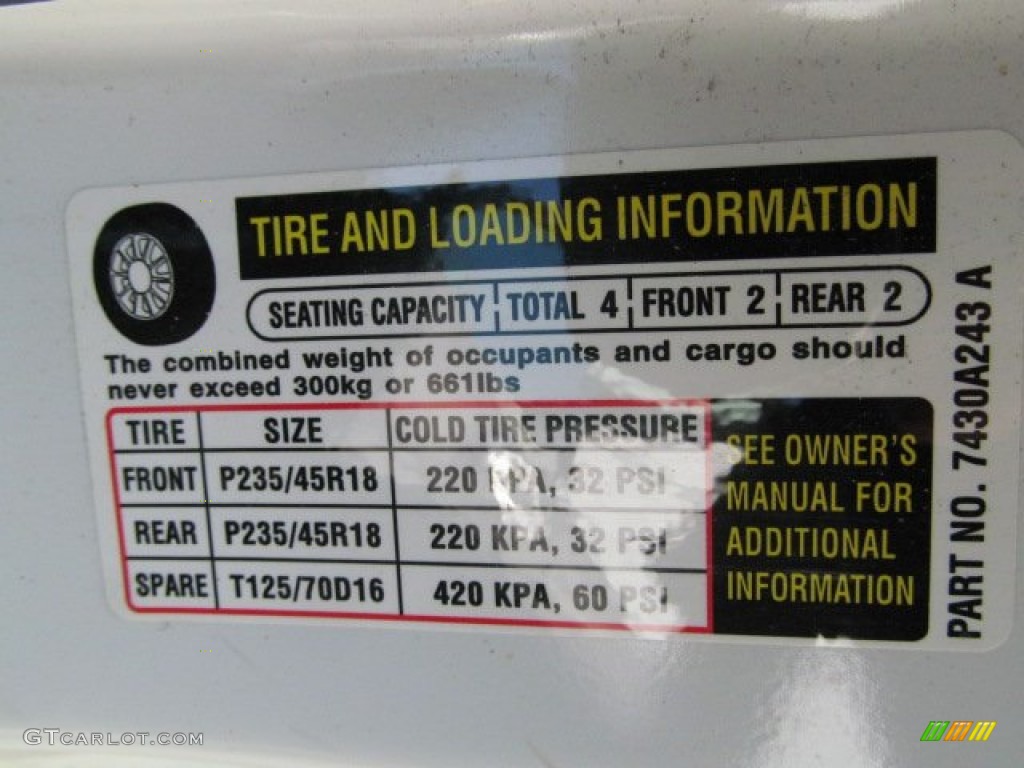 TIRE AND LOADING INFORMATION
SEATING CAPACITY TOTAL 4 FRONT 2 REAR 2
The combined weight of occupants and cargo should
never exceed 300kg or 661lbs
TIRE SIZE COLD TIRE PRESSURE
FRONT P235/45R18 220 KPA, 32 PSI
REAR P235/45R18 220 KPA, 32 PSI
SPARE T125/70D16 420 KPA, 60 PSI
SEE OWNER'S
MANUAL FOR
ADDITIONAL
INFORMATION
PART NO. 7430A243 A
GTCARLOT.COM